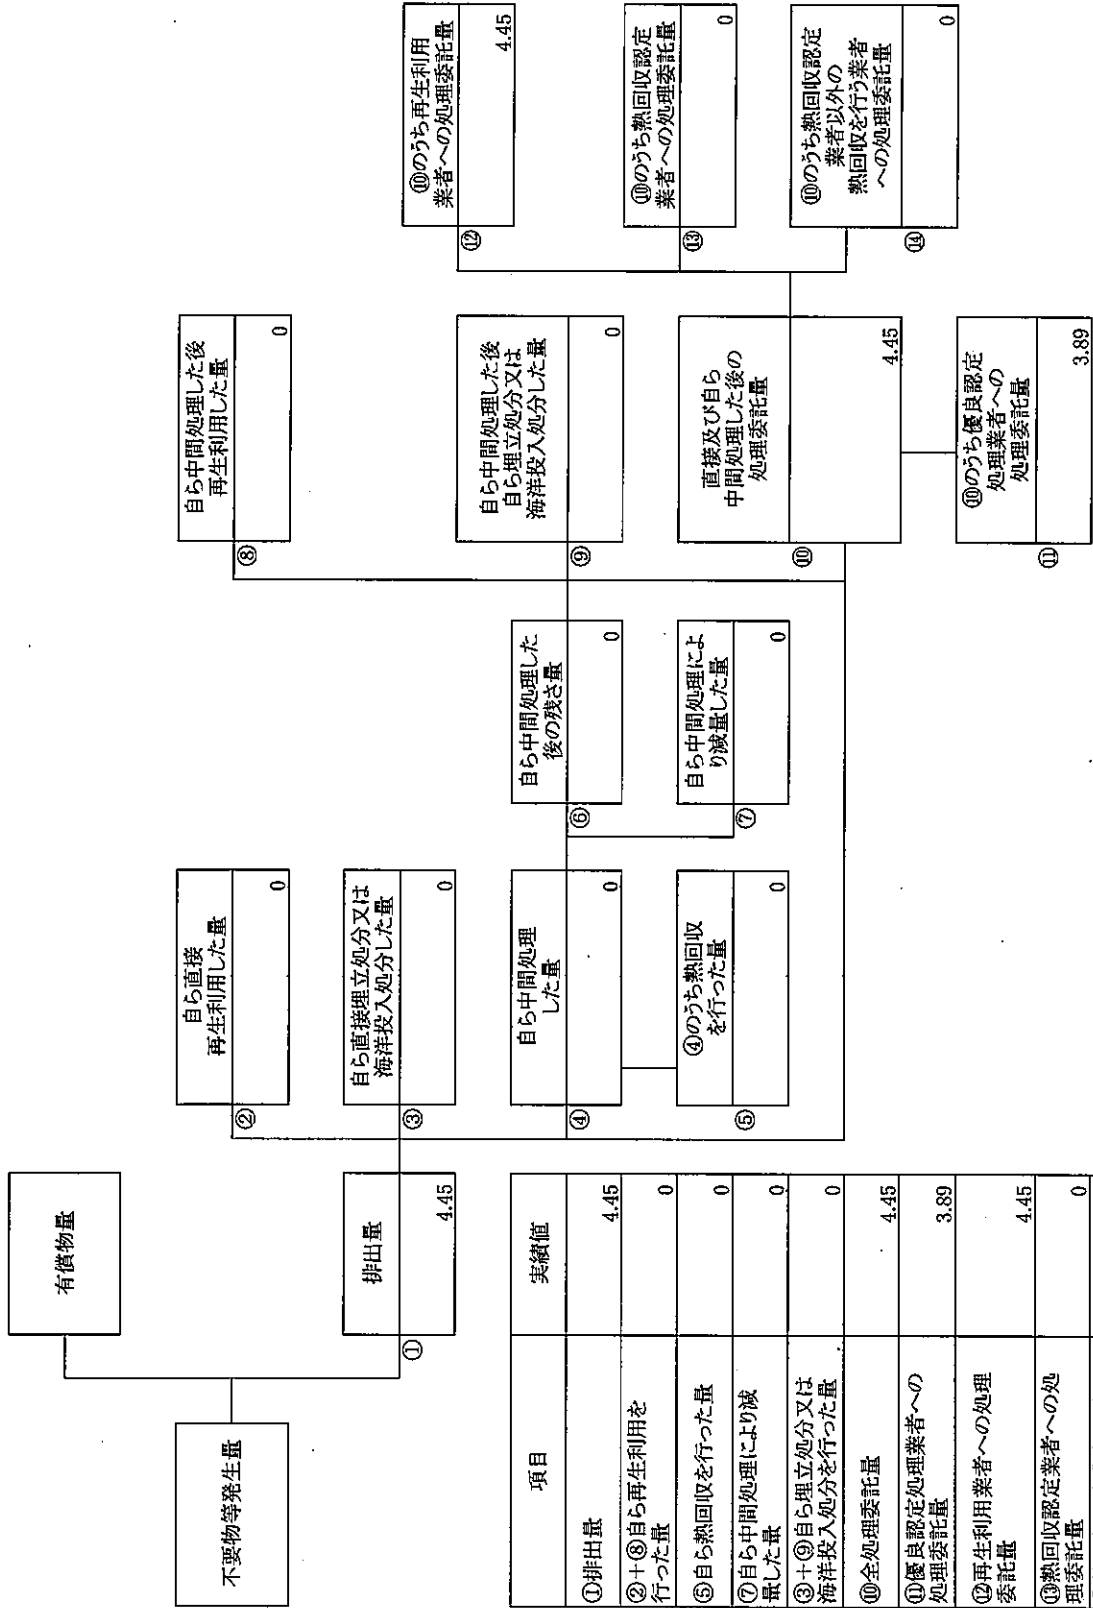 不要物等発生量
有償物量
①
排出量
4.45
②
自ら直接
再生利用した量
0
③
自ら直接埋立処分又は
海洋投入処分した量
0
④
自ら中間処理
した量
0
⑤
④のうち熱回収
を行った量
0
⑥
自ら中間処理した
後の残さ量
0
⑦
自ら中間処理によ
り減量した量
0
⑧
自ら中間処理した後
再生利用した量
0
⑨
自ら中間処理した後
自ら埋立処分又は
海洋投入処分した量
0
⑩
直接及び自ら
中間処理した後の
処理委託量
4.45
⑪
⑩のうち優良認定
処理業者への
処理委託量
3.89
⑫
⑩のうち再生利用
業者への処理委託量
4.45
⑬
⑩のうち熱回収認定
業者への処理委託量
0
⑭
⑩のうち熱回収認定
業者以外の
熱回収を行う業者
への処理委託量
0
項目 実績値
①排出量 4.45
②+⑧自ら再生利用を
行った量 0
⑤自ら熱回収を行った量 0
⑦自ら中間処理により減
量した量 0
③+⑨自ら埋立処分又は
海洋投入処分を行った量 0
⑩全処理委託量 4.45
⑪優良認定処理業者への
処理委託量 3.89
⑫再生利用業者への処理
委託量 4.45
⑬熱回収認定業者への処
理委託量 0